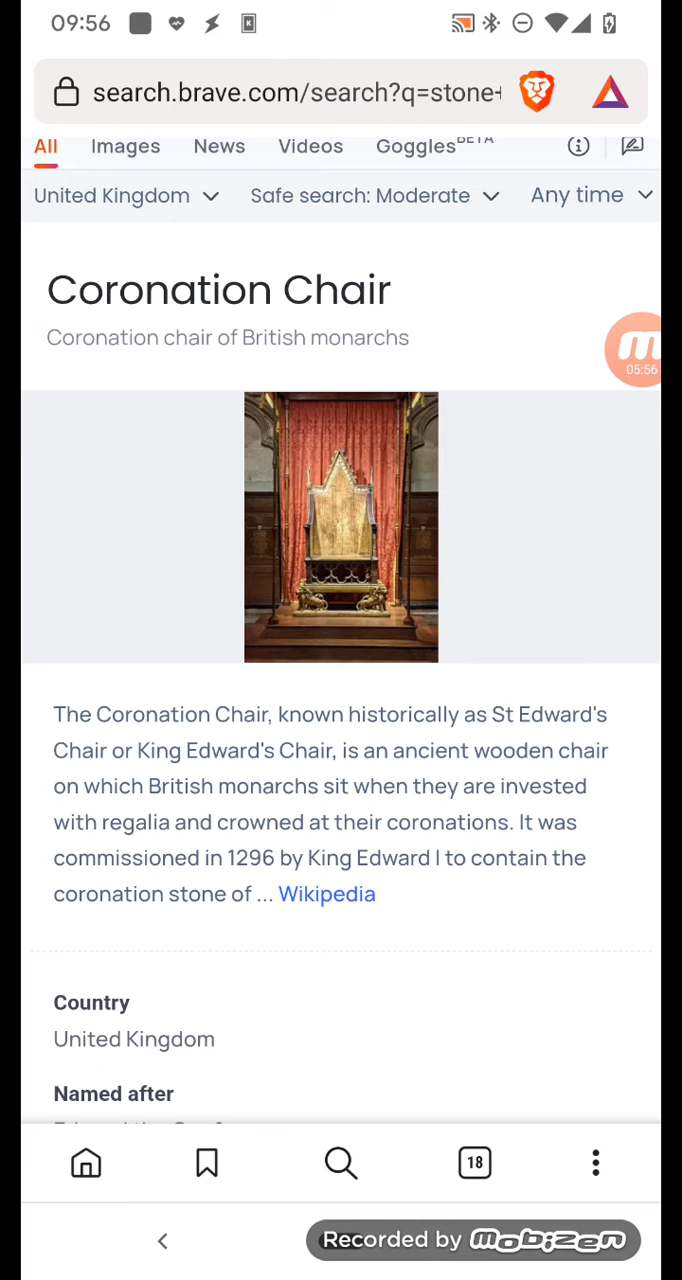 09:56
search.brave.com/search?q=stone+
All Images News Videos Goggles BETA
United Kingdom Safe search: Moderate Any time
Coronation Chair
Coronation chair of British monarchs
m
05:56
The Coronation Chair, known historically as St Edward's
Chair or King Edward's Chair, is an ancient wooden chair
on which British monarchs sit when they are invested
with regalia and crowned at their coronations. It was
commissioned in 1296 by King Edward I to contain the
coronation stone of ... Wikipedia
Country
United Kingdom
Named after
18
Recorded by mobizen